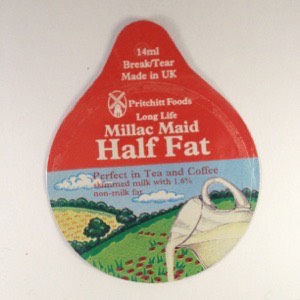 14ml
Break/Tear
Made in UK
Pritchitt Foods
Long Life
Millac Maid
Half Fat
Perfect in Tea and Coffee
skimmed milk with 1.6%
non-milk fat